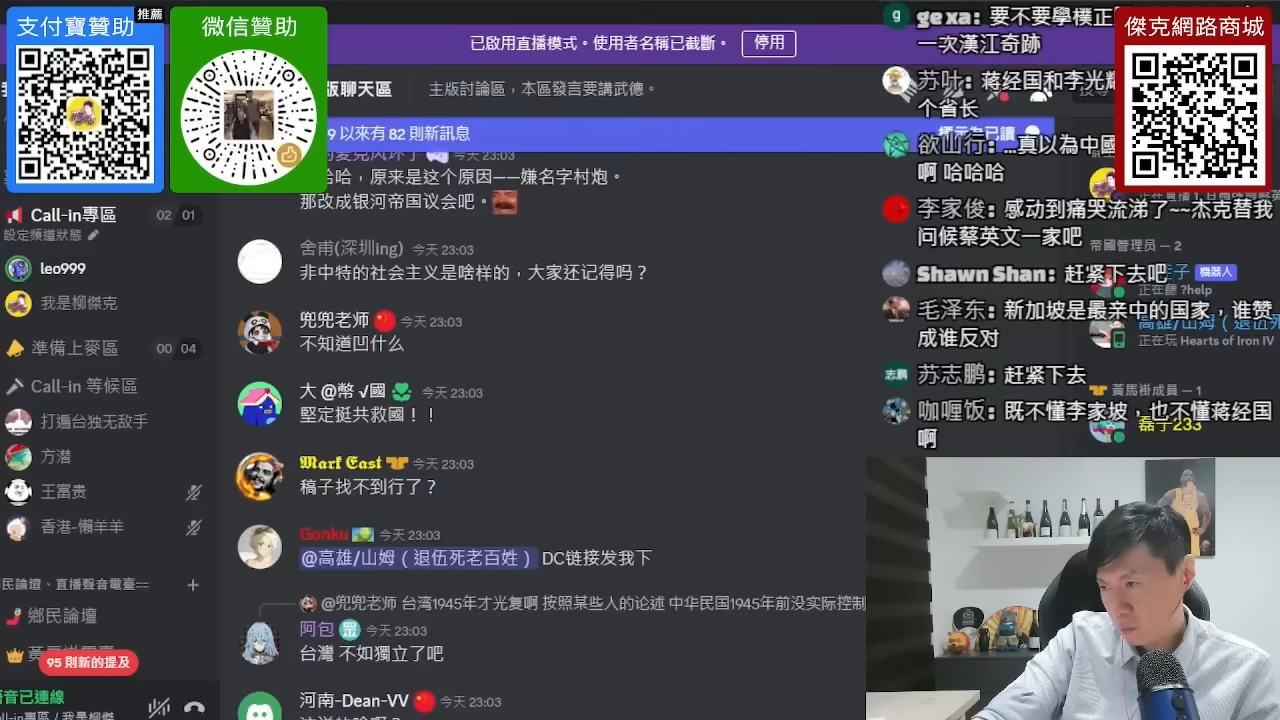 支付寶贊助
推薦
微信贊助
已啟用直播模式。使用者名稱已截斷。
停用
傑克網路商城
版聊天區
主版討論區，本區發言要講武德。
9 以來有 82 則新訊息
Call-in專區
02 01
設定頻道狀態
leo999
我是柳傑克
準備上麥區
00 04
Call-in 等候區
打遍台独无敌手
方潜
王富贵
香港-懶羊羊
民論壇、直播聲音電臺==
鄉民論壇
95 則新的提及
語音已連線
今天 23:03
哈，原来是这个原因——嫌名字村炮。
那改成银河帝国议会吧。
舍甫(深圳ing) 今天 23:03
非中特的社会主义是啥样的，大家还记得吗？
兜兜老师 今天 23:03
不知道凹什么
大 @幣 √國 今天 23:03
堅定挺共救國！！
Mark East 今天 23:03
稿子找不到行了？
Gonku 今天 23:03
@高雄/山姆（退伍死老百姓） DC链接发我下
@兜兜老师 台湾1945年才光复啊 按照某些人的论述 中华民国1945年前没实际控制
阿包 今天 23:03
台灣 不如獨立了吧
河南-Dean-VV 今天 23:03
gexa: 要不要學樸正
一次漢江奇跡
苏叶: 蒋经国和李光耀
个省长
欲山行: ...真以為中國
啊 哈哈哈
李家俊: 感动到痛哭流涕了~~杰克替我
问候蔡英文一家吧
Shawn Shan: 赶紧下去吧
毛泽东: 新加坡是最亲中的国家，谁赞
成谁反对
苏志鹏: 赶紧下去
咖喱饭: 既不懂李家坡，也不懂蒋经国
啊
帝國管理员 — 2
機器人
正在聽 ?help
高雄/山姆（退伍死
正在玩 Hearts of Iron IV
黃馬褂成員 — 1
磊子233